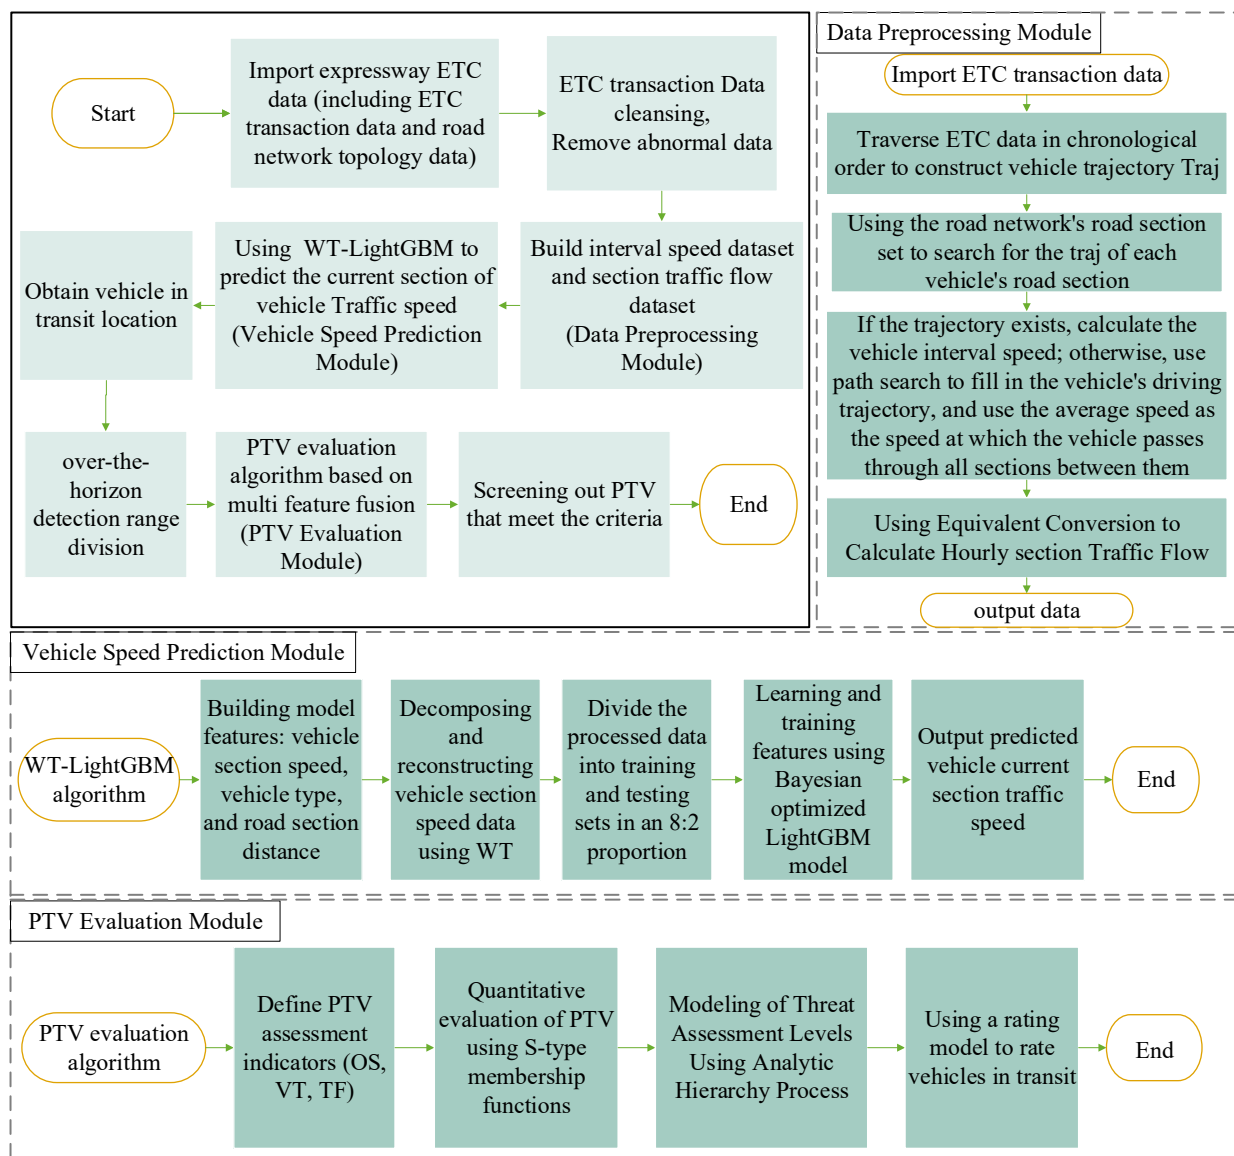 Start
Import expressway ETC
data (including ETC
transaction data and road
network topology data)
ETC transaction Data
cleansing,
Remove abnormal data
Obtain vehicle in
transit location
Using WT-LightGBM to
predict the current section of
vehicle Traffic speed
(Vehicle Speed Prediction
Module)
Build interval speed dataset
and section traffic flow
dataset
(Data Preprocessing
Module)
over-the-
horizon
detection range
division
PTV evaluation
algorithm based on
multi feature fusion
(PTV Evaluation
Module)
Screening out PTV
that meet the criteria
End
Data Preprocessing Module
Import ETC transaction data
Traverse ETC data in chronological
order to construct vehicle trajectory Traj
Using the road network's road section
set to search for the traj of each
vehicle's road section
If the trajectory exists, calculate the
vehicle interval speed; otherwise, use
path search to fill in the vehicle's driving
trajectory, and use the average speed as
the speed at which the vehicle passes
through all sections between them
Using Equivalent Conversion to
Calculate Hourly section Traffic Flow
output data
Vehicle Speed Prediction Module
WT-LightGBM
algorithm
Building model
features: vehicle
section speed,
vehicle type,
and road section
distance
Decomposing
and
reconstructing
vehicle section
speed data
using WT
Divide the
processed data
into training
and testing
sets in an 8:2
proportion
Learning and
training
features using
Bayesian
optimized
LightGBM
model
Output predicted
vehicle current
section traffic
speed
End
PTV Evaluation Module
PTV evaluation
algorithm
Define PTV
assessment
indicators (OS,
VT, TF)
Quantitative
evaluation of PTV
using S-type
membership
functions
Modeling of Threat
Assessment Levels
Using Analytic
Hierarchy Process
Using a rating
model to rate
vehicles in transit
End